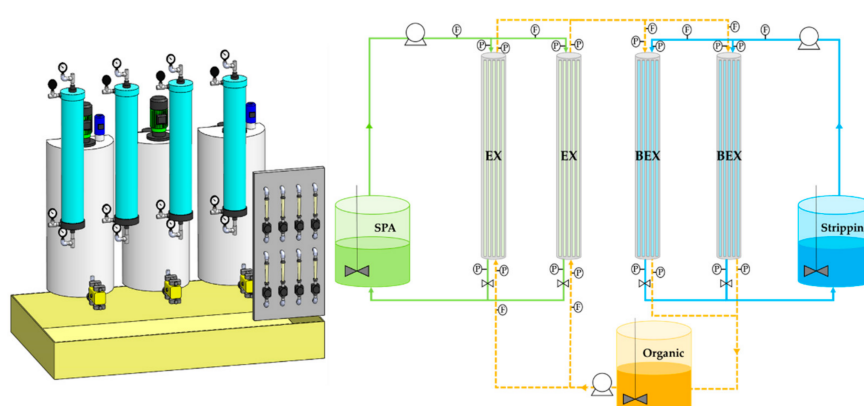 F F F F F F F F
P P P P P P P P
EX EX BEX BEX
SPA
Strippin
P P P P P P P P
F F
Organic